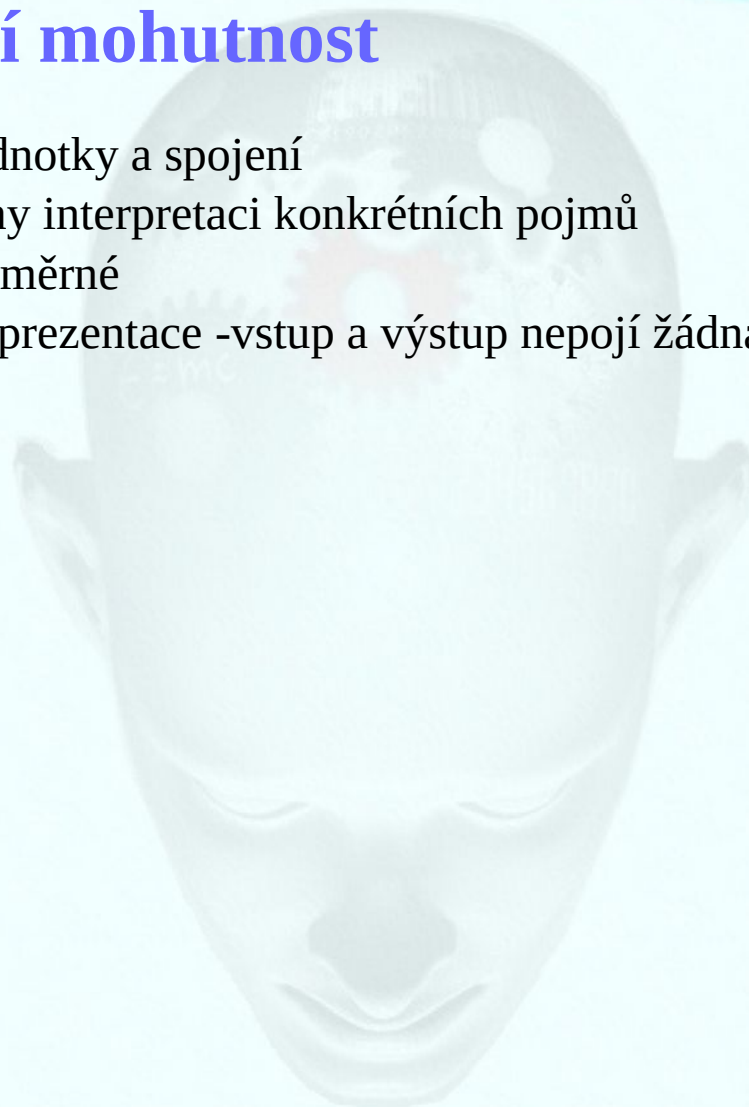 í mohutnost
dnotky a spojení
ny interpretaci konkrétních pojmů
měrné
prezentace -vstup a výstup nepojí žádna